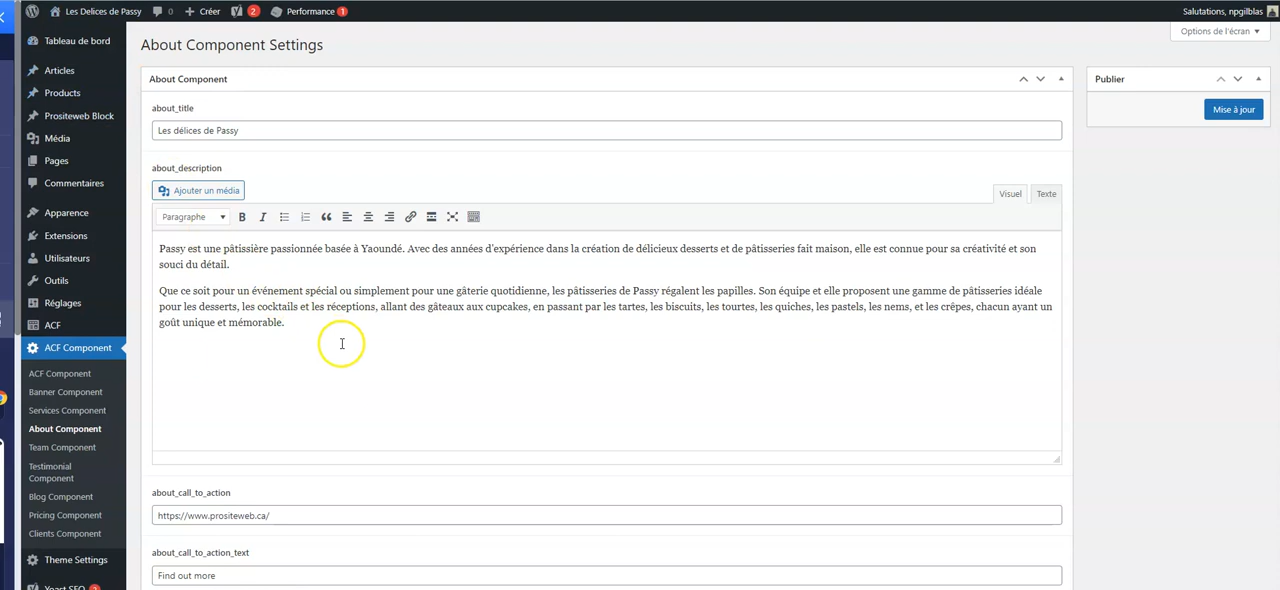 Les Delices de Passy
0
Créer
2
Performance
1
Salutations, npgilblas
Options de l'écran
Tableau de bord
Articles
Products
Prositeweb Block
Média
Pages
Commentaires
Apparence
Extensions
Utilisateurs
Outils
Réglages
ACF
ACF Component
ACF Component
Banner Component
Services Component
About Component
Team Component
Testimonial
Component
Blog Component
Pricing Component
Clients Component
Theme Settings
Yoast SEO
About Component Settings
About Component
about_title
Les délices de Passy
about_description
Ajouter un média
Visuel
Texte
Paragraphe
B
I
Passy est une pâtissière passionnée basée à Yaoundé. Avec des années d'expérience dans la création de délicieux desserts et de pâtisseries fait maison, elle est connue pour sa créativité et son
souci du détail.
Que ce soit pour un événement spécial ou simplement pour une gâterie quotidienne, les pâtisseries de Passy régalent les papilles. Son équipe et elle proposent une gamme de pâtisseries idéale
pour les desserts, les cocktails et les réceptions, allant des gâteaux aux cupcakes, en passant par les tartes, les biscuits, les tourtes, les quiches, les pastels, les nems, et les crêpes, chacun ayant un
goût unique et mémorable.
about_call_to_action
https://www.prositeweb.ca/
about_call_to_action_text
Find out more
Publier
Mise à jour